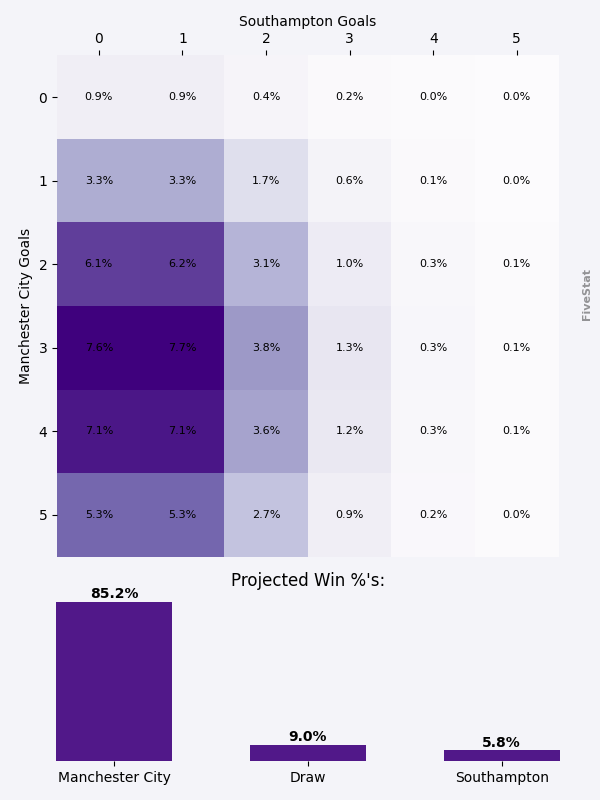 Southampton Goals
0 1 2 3 4 5
Manchester City Goals
0 0.9% 0.9% 0.4% 0.2% 0.0% 0.0%
1 3.3% 3.3% 1.7% 0.6% 0.1% 0.0%
2 6.1% 6.2% 3.1% 1.0% 0.3% 0.1%
3 7.6% 7.7% 3.8% 1.3% 0.3% 0.1%
4 7.1% 7.1% 3.6% 1.2% 0.3% 0.1%
5 5.3% 5.3% 2.7% 0.9% 0.2% 0.0%
FiveStat
Projected Win %'s:
85.2% 9.0% 5.8%
Manchester City Draw Southampton